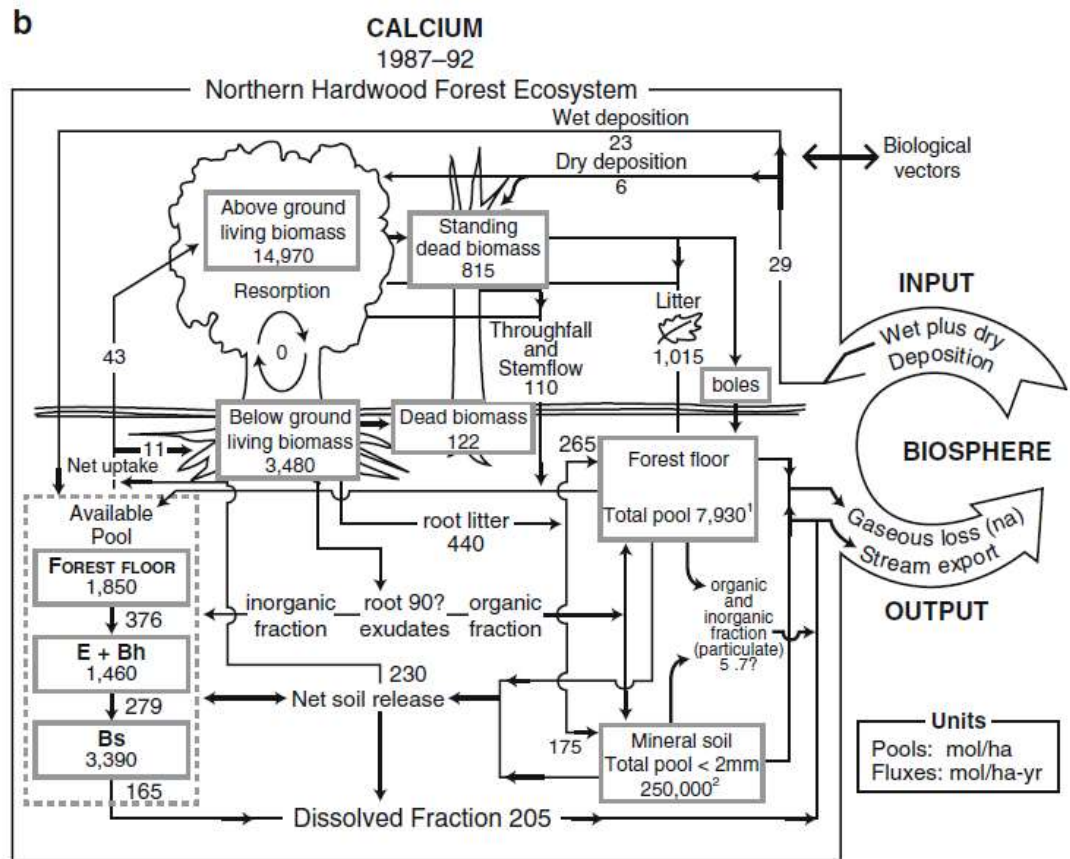 b
CALCIUM
1987–92
Northern Hardwood Forest Ecosystem
Wet deposition
23
Dry deposition
6
Biological
vectors
Above ground
living biomass
14,970
Standing
dead biomass
815
Resorption
0
29
INPUT
Wet plus dry
Deposition
Litter
1,015
Throughfall
and
Stemflow
110
43
boles
Below ground
living biomass
3,480
Dead biomass
122
BIOSPHERE
11
Net uptake
265
Forest floor
Total pool 7,930¹
Available
Pool
root litter
440
Gaseous loss (na)
Stream export
OUTPUT
FOREST FLOOR
1,850
376
inorganic
fraction
root 90?
exudates
organic
fraction
organic
and
inorganic
fraction
(particulate)
5 .7?
E + Bh
1,460
279
230
Net soil release
Bs
3,390
165
175
Mineral soil
Total pool < 2mm
250,000²
Units
Pools: mol/ha
Fluxes: mol/ha-yr
Dissolved Fraction 205